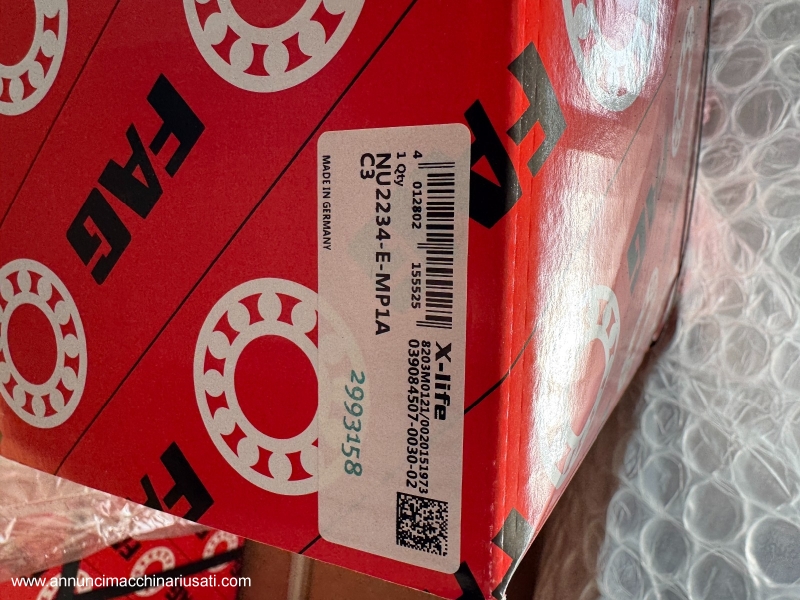 FAG
FAG
4 012802 155525
1 Qty
NU2234-E-MP1A
C3
MADE IN GERMANY
X-life
8203M0121/0020151973
039084507-0030-02
2993158
www.annuncimacchinariusati.com